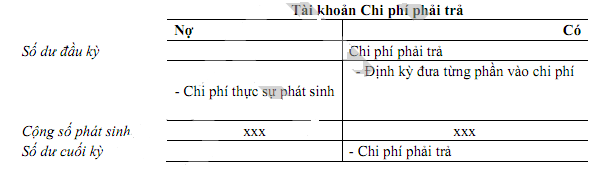 Tài khoản Chi phí phải trả
Nợ Có
Số dư đầu kỳ Chi phí phải trả
- Định kỳ đưa từng phần vào chi phí
- Chi phí thực sự phát sinh
Cộng số phát sinh xxx xxx
Số dư cuối kỳ - Chi phí phải trả